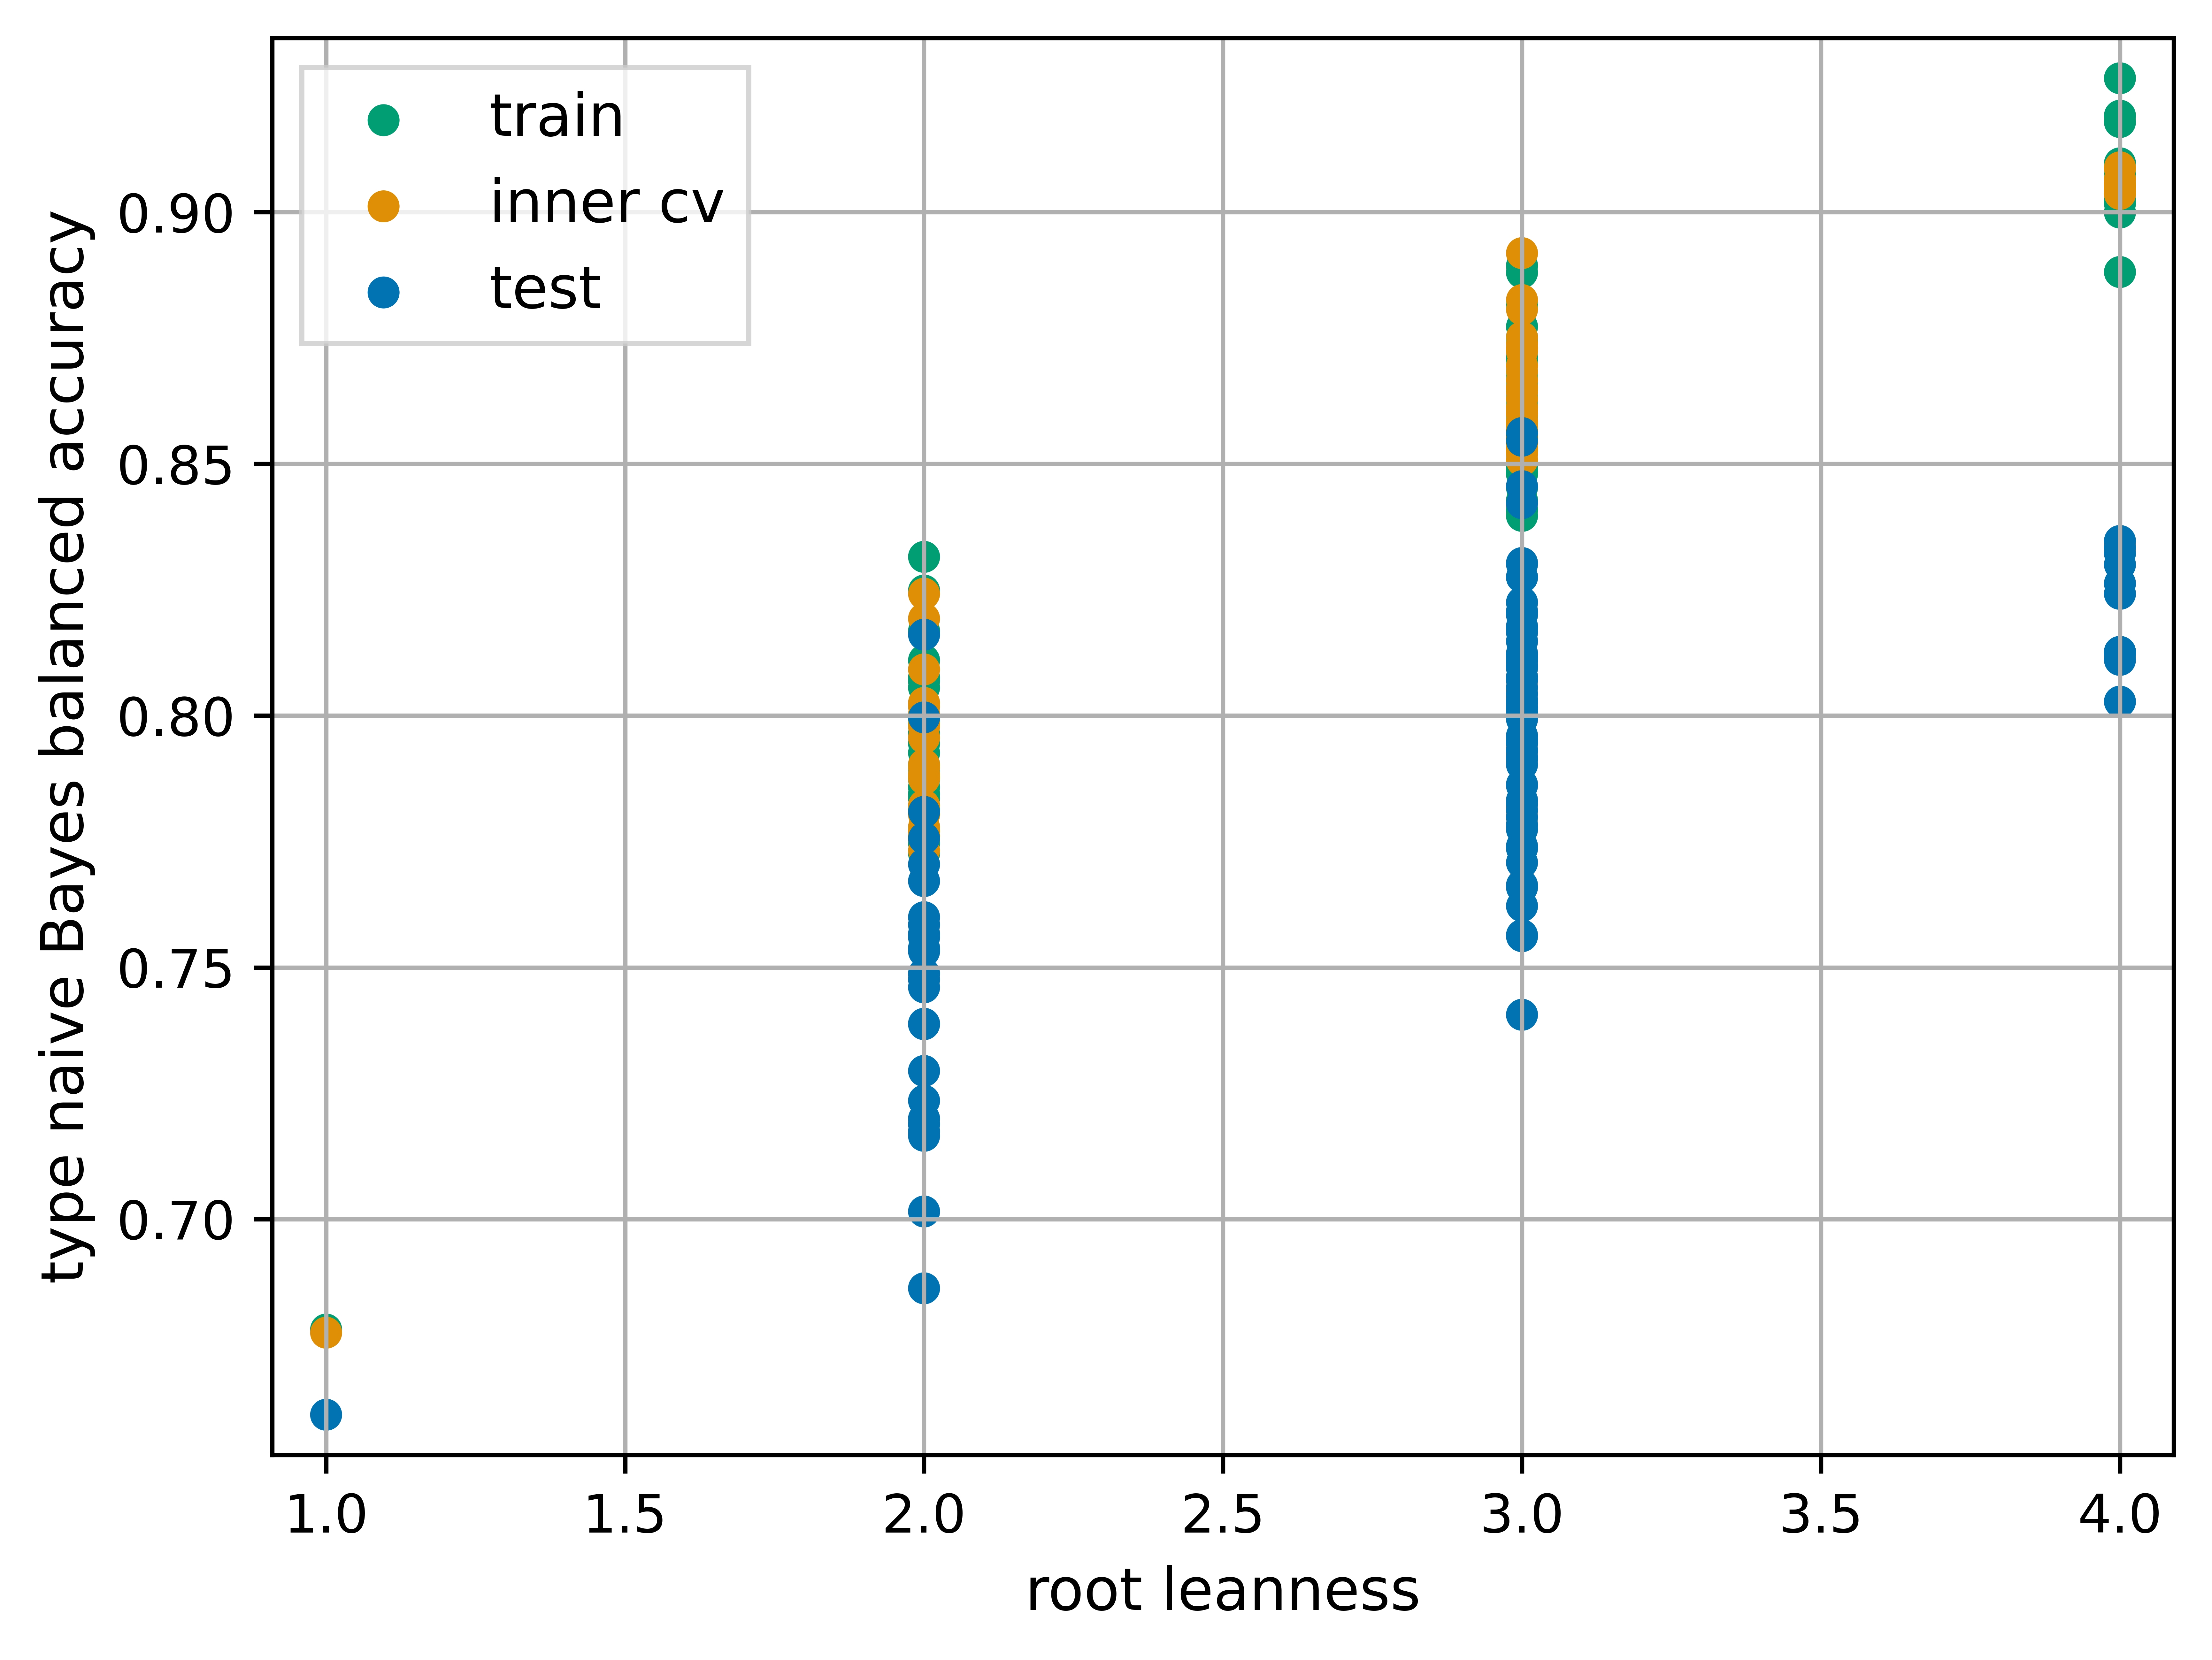 train
inner cv
test
type naive Bayes balanced accuracy
0.90
0.85
0.80
0.75
0.70
1.0 1.5 2.0 2.5 3.0 3.5 4.0
root leanness